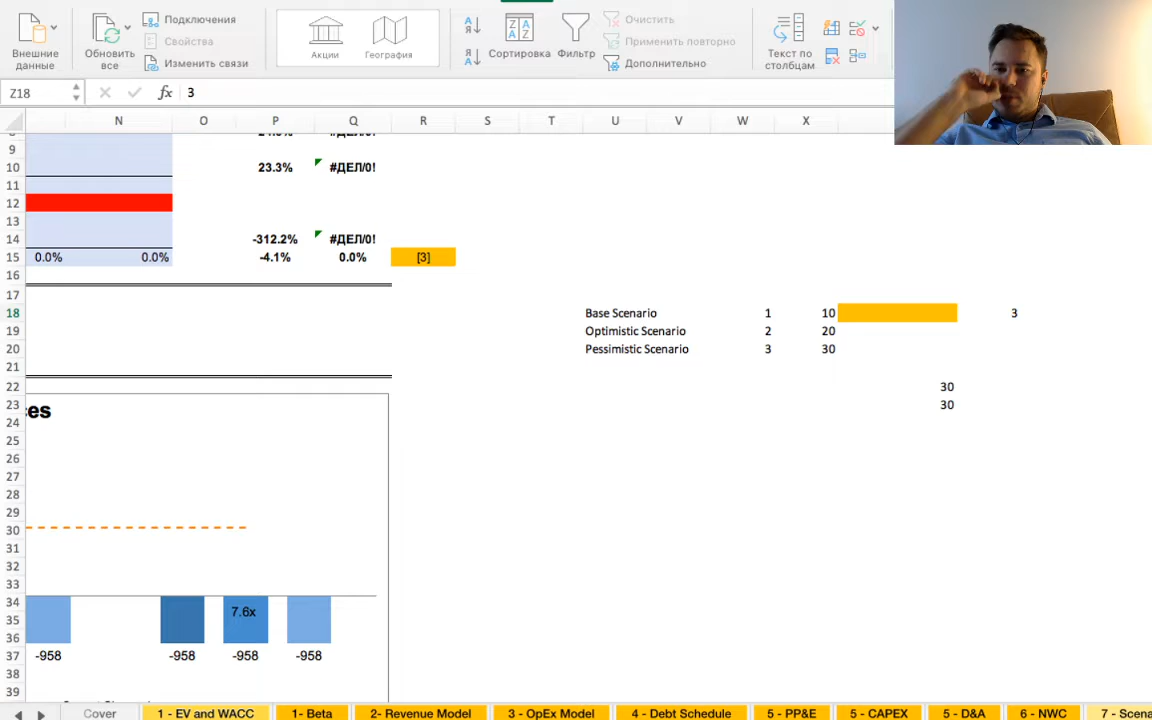 Внешние данные
Обновить все
Подключения
Свойства
Изменить связи
Акции
География
Сортировка
Фильтр
Очистить
Применить повторно
Дополнительно
Текст по столбцам
Z18 fx 3
N O P Q R S T U V W X
9
10 23.3% #ДЕЛ/0!
11
12
13
14 -312.2% #ДЕЛ/0!
15 0.0% 0.0% -4.1% 0.0% [3]
16
17
18 Base Scenario 1 10 3
19 Optimistic Scenario 2 20
20 Pessimistic Scenario 3 30
21
22 30
23 30
24
25
26
27
28
29
30
31
32
33
34
35 7.6x
36
37 -958 -958 -958 -958
38
39
Cover 1 - EV and WACC 1- Beta 2- Revenue Model 3 - OpEx Model 4 - Debt Schedule 5 - PP&E 5 - CAPEX 5 - D&A 6 - NWC 7 - Scena